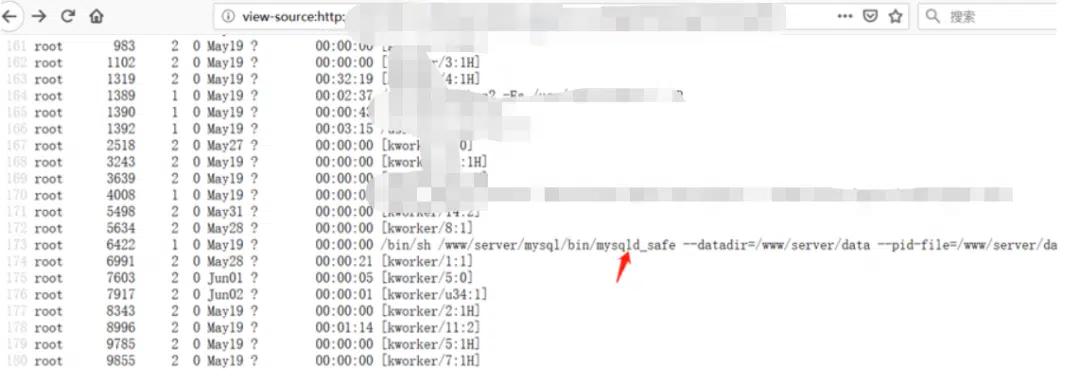 view-source:http:
搜索
161 root 983 2 0 May19 ? 00:00:00
162 root 1102 2 0 May19 ? 00:00:00 [ /3:1H]
163 root 1319 2 0 May19 ? 00:32:19 [ /4:1H]
164 root 1389 1 0 May19 ? 00:02:37
165 root 1390 1 0 May19 ? 00:00:43
166 root 1392 1 0 May19 ? 00:03:15
167 root 2518 2 0 May27 ? 00:00:00 [kworker/ :0]
168 root 3243 2 0 May19 ? 00:00:00 [kwor :1H]
169 root 3639 2 0 May19 ? 00:00:00
170 root 4008 1 0 May19 ? 00:00:0
171 root 5498 2 0 May31 ? 00:00:00 [kworker/14:2]
172 root 5634 2 0 May28 ? 00:00:00 [kworker/8:1]
173 root 6422 1 0 May19 ? 00:00:00 /bin/sh /www/server/mysql/bin/mysqld_safe --datadir=/www/server/data --pid-file=/www/server/da
174 root 6991 2 0 May28 ? 00:00:21 [kworker/1:1]
175 root 7603 2 0 Jun01 ? 00:00:05 [kworker/5:0]
176 root 7917 2 0 Jun02 ? 00:00:01 [kworker/u34:1]
177 root 8343 2 0 May19 ? 00:00:00 [kworker/2:1H]
178 root 8996 2 0 May19 ? 00:01:14 [kworker/11:2]
179 root 9785 2 0 May19 ? 00:00:00 [kworker/5:1H]
180 root 9855 2 0 May19 ? 00:00:00 [kworker/7:1H]